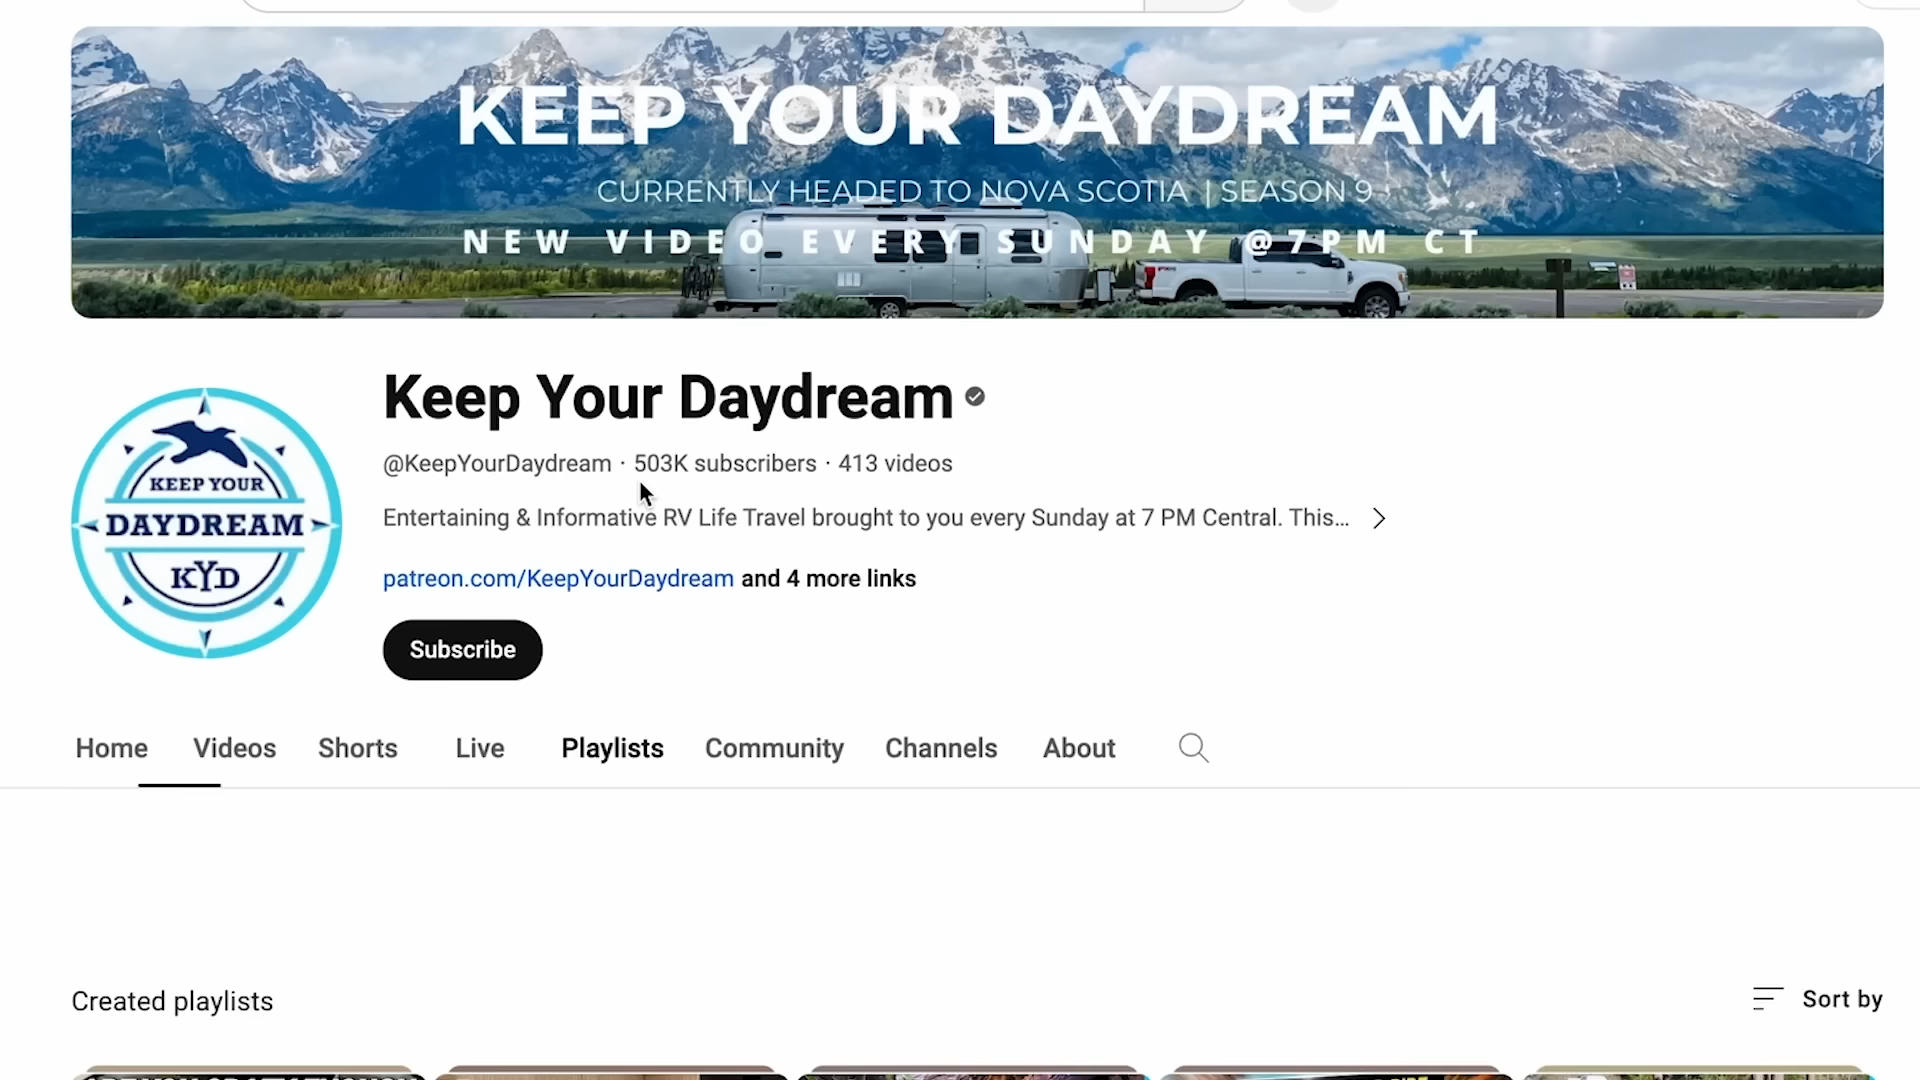 KEEP YOUR DAYDREAM
CURRENTLY HEADED TO NOVA SCOTIA | SEASON 9
NEW VIDEO EVERY SUNDAY @7PM CT
KEEP YOUR
DAYDREAM
KYD
Keep Your Daydream
@KeepYourDaydream · 503K subscribers · 413 videos
Entertaining & Informative RV Life Travel brought to you every Sunday at 7 PM Central. This...
patreon.com/KeepYourDaydream and 4 more links
Subscribe
Home Videos Shorts Live Playlists Community Channels About
Created playlists
Sort by